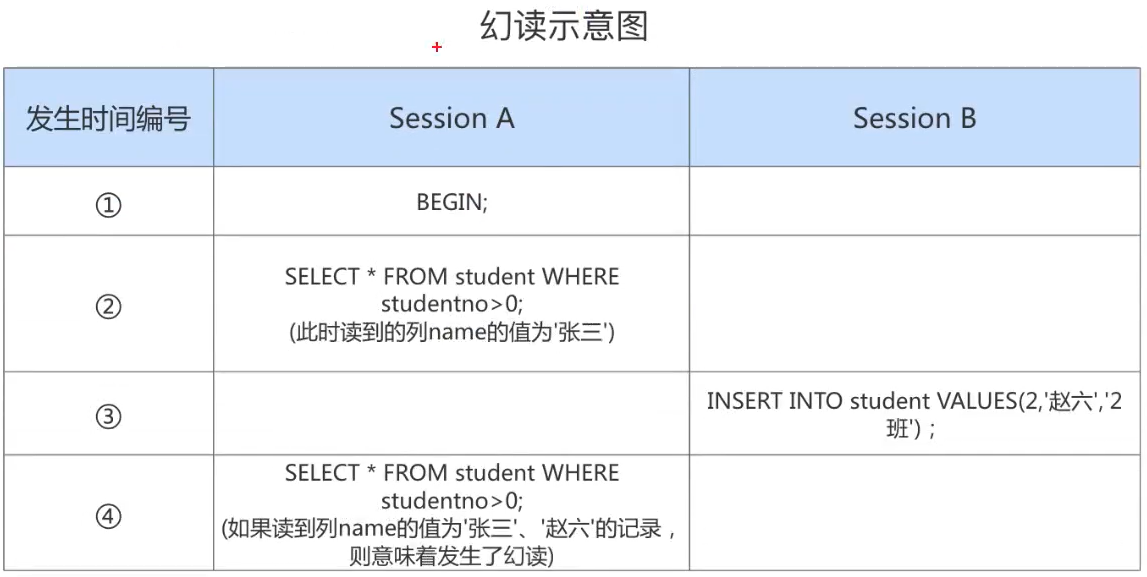 幻读示意图
发生时间编号
Session A
Session B
①
BEGIN;
②
SELECT * FROM student WHERE
studentno>0;
(此时读到的列name的值为'张三')
③
INSERT INTO student VALUES(2,'赵六','2
班')；
④
SELECT * FROM student WHERE
studentno>0;
(如果读到列name的值为'张三'、'赵六'的记录，
则意味着发生了幻读)